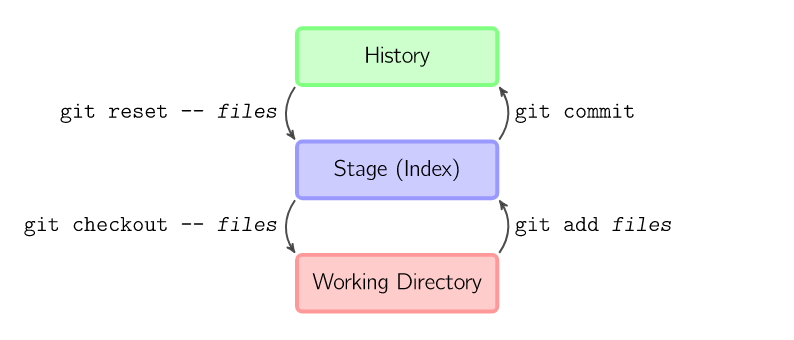 History
git reset -- files
git commit
Stage (Index)
git checkout -- files
git add files
Working Directory